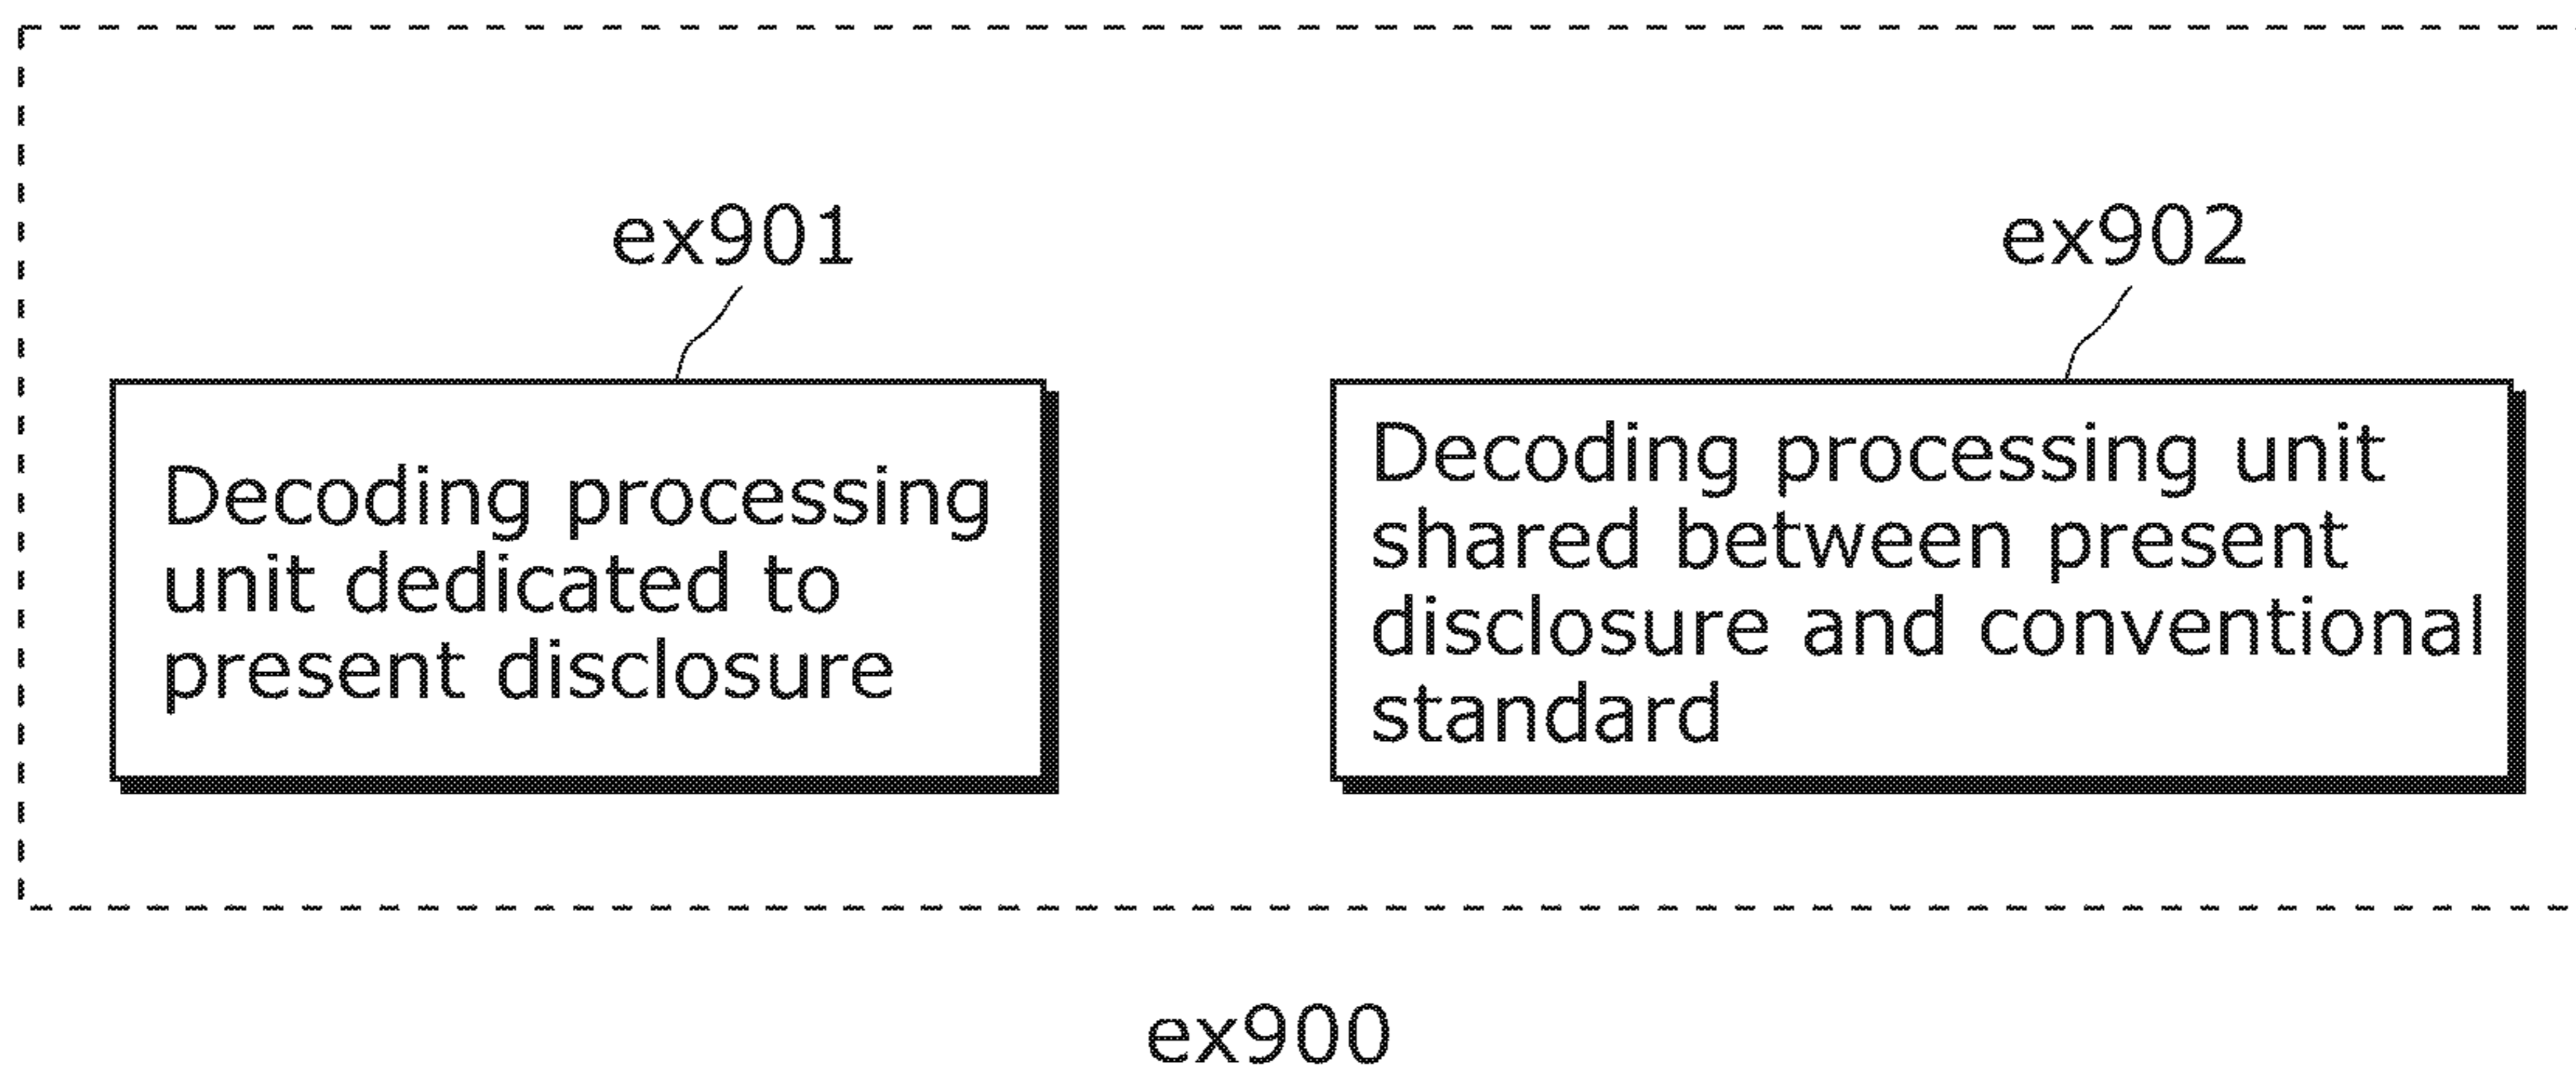 ex901
Decoding processing
unit dedicated to
present disclosure
ex902
Decoding processing unit
shared between present
disclosure and conventional
standard
ex900